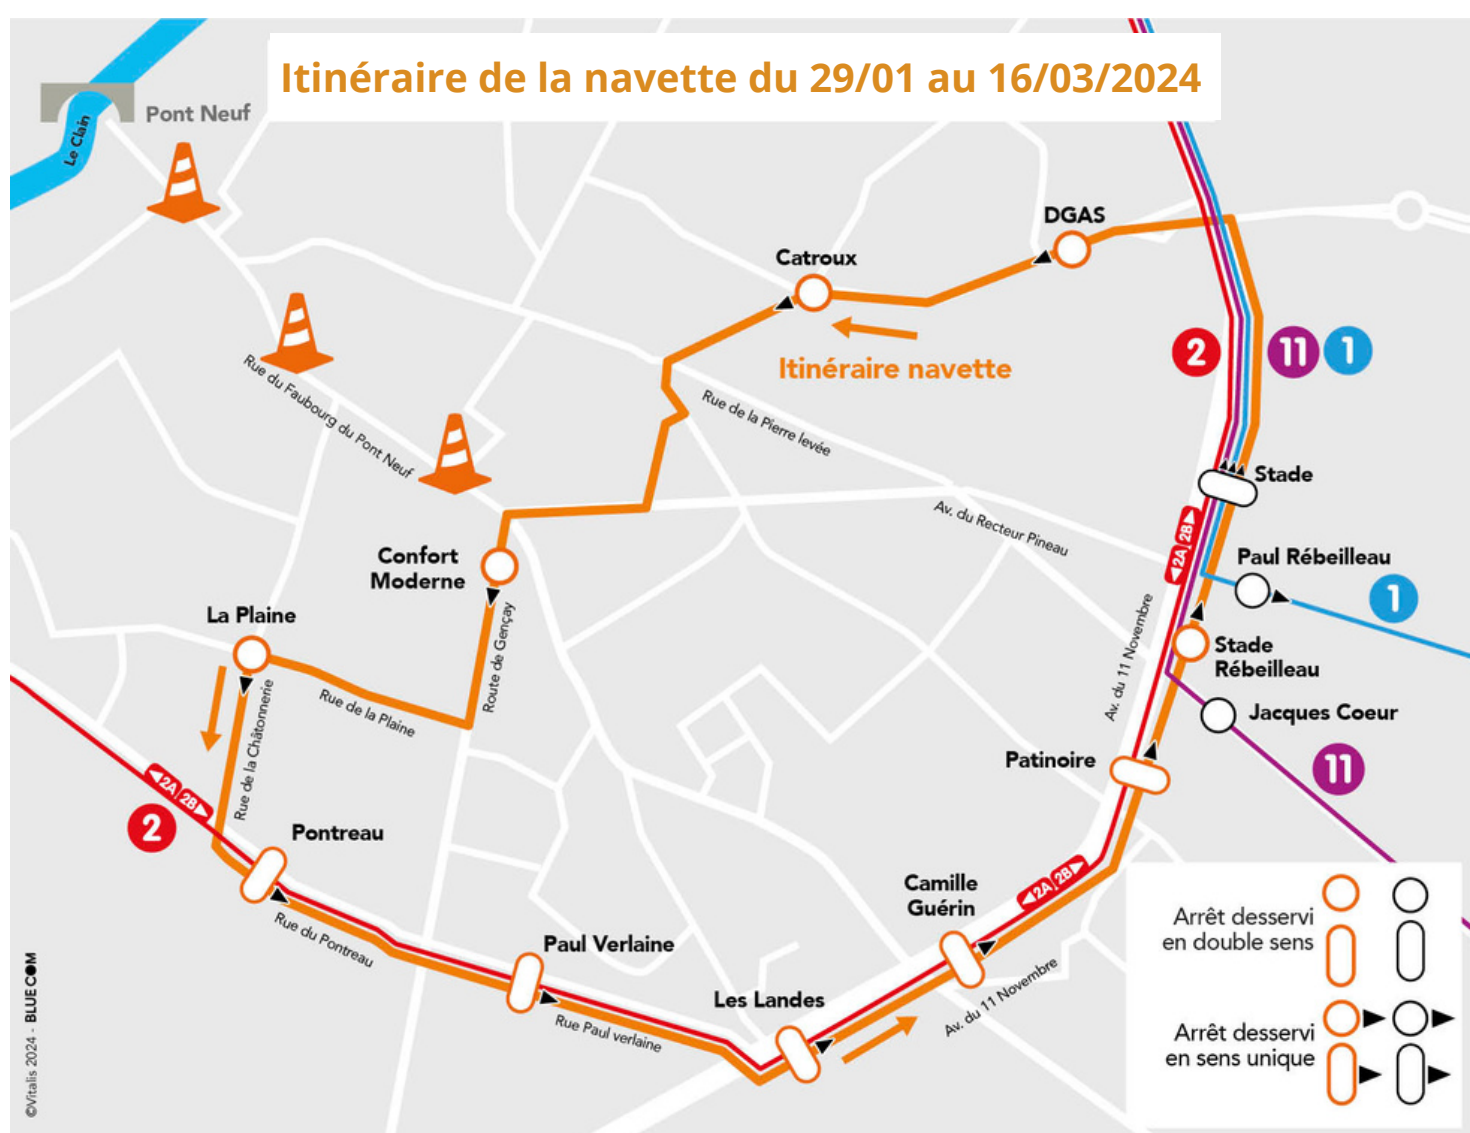 Itinéraire de la navette du 29/01 au 16/03/2024
Pont Neuf
Le Clain
DGAS
Catroux
Itinéraire navette
2
11
1
Rue du Faubourg du Pont Neuf
Rue de la Pierre levée
Stade
Av. du Recteur Pineau
2A 2B
Confort
Moderne
Paul Rébeilleau
1
La Plaine
Route de Gençay
Av. du 11 Novembre
Stade
Rébeilleau
Rue de la Plaine
Rue de la Châtonnerie
Jacques Coeur
Patinoire
11
2A 2B
2
Pontreau
Camille
Guérin
2A 2B
Rue du Pontreau
Paul Verlaine
Les Landes
Rue Paul verlaine
Av. du 11 Novembre
Arrêt desservi
en double sens
Arrêt desservi
en sens unique
©Vitalis 2024 - BLUECOM